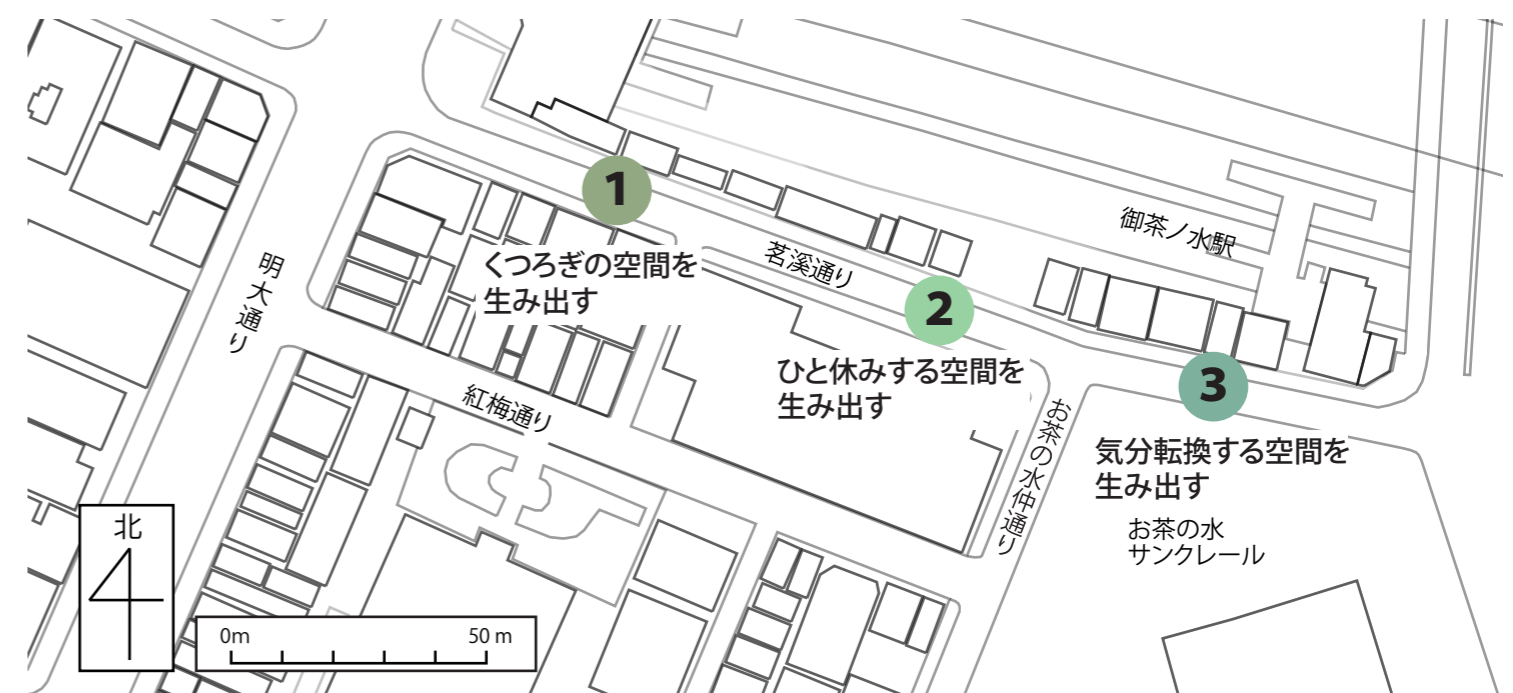 1
くつろぎの空間を
生み出す
茗溪通り
2
ひと休みする空間を
生み出す
御茶ノ水駅
3
気分転換する空間を
生み出す
お茶の水
サンクレール
明大通り
紅梅通り
お茶の水仲通り
北
0m 50 m